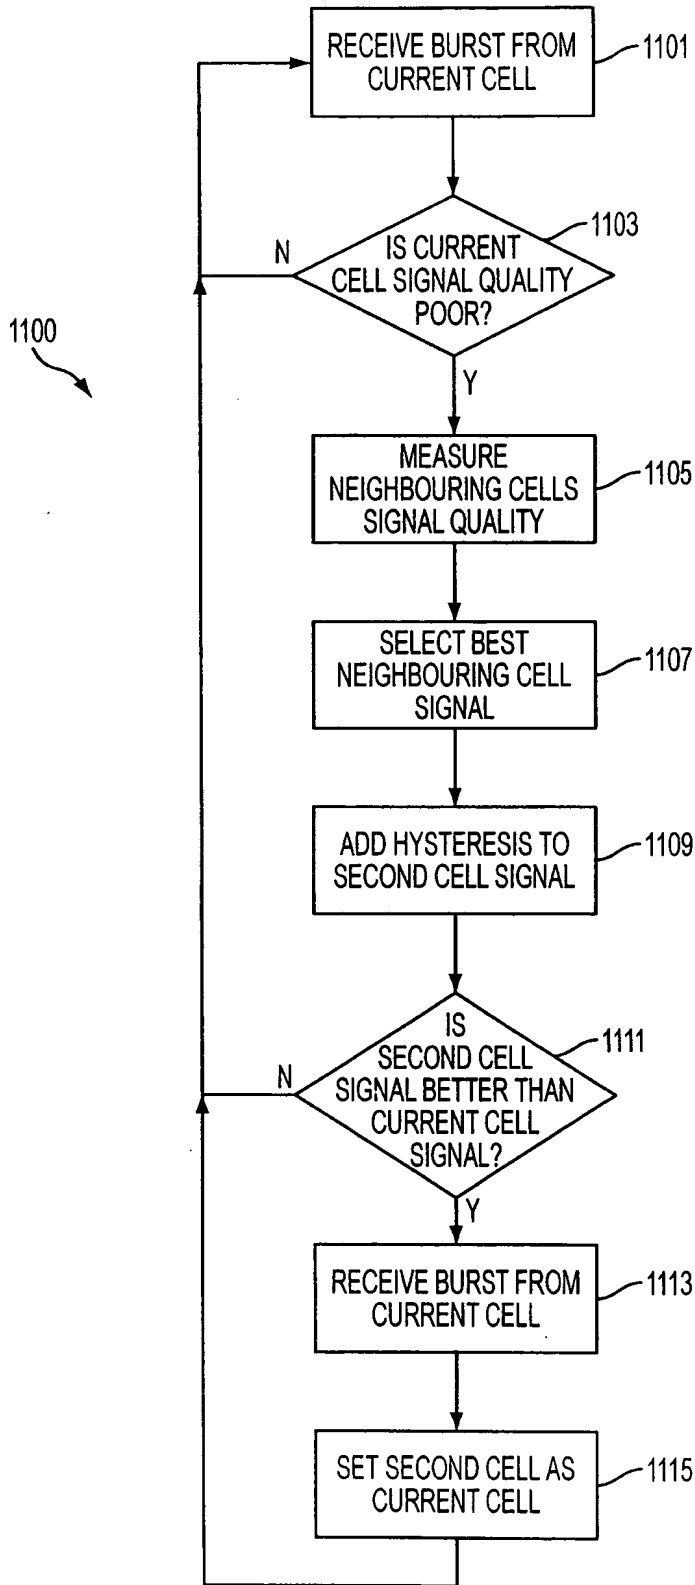 RECEIVE BURST FROM
CURRENT CELL
1101
IS CURRENT
CELL SIGNAL QUALITY
POOR?
1103
N
1100
Y
MEASURE
NEIGHBOURING CELLS
SIGNAL QUALITY
1105
SELECT BEST
NEIGHBOURING CELL
SIGNAL
1107
ADD HYSTERESIS TO
SECOND CELL SIGNAL
1109
IS
SECOND CELL
SIGNAL BETTER THAN
CURRENT CELL
SIGNAL?
1111
N
Y
RECEIVE BURST FROM
CURRENT CELL
1113
SET SECOND CELL AS
CURRENT CELL
1115